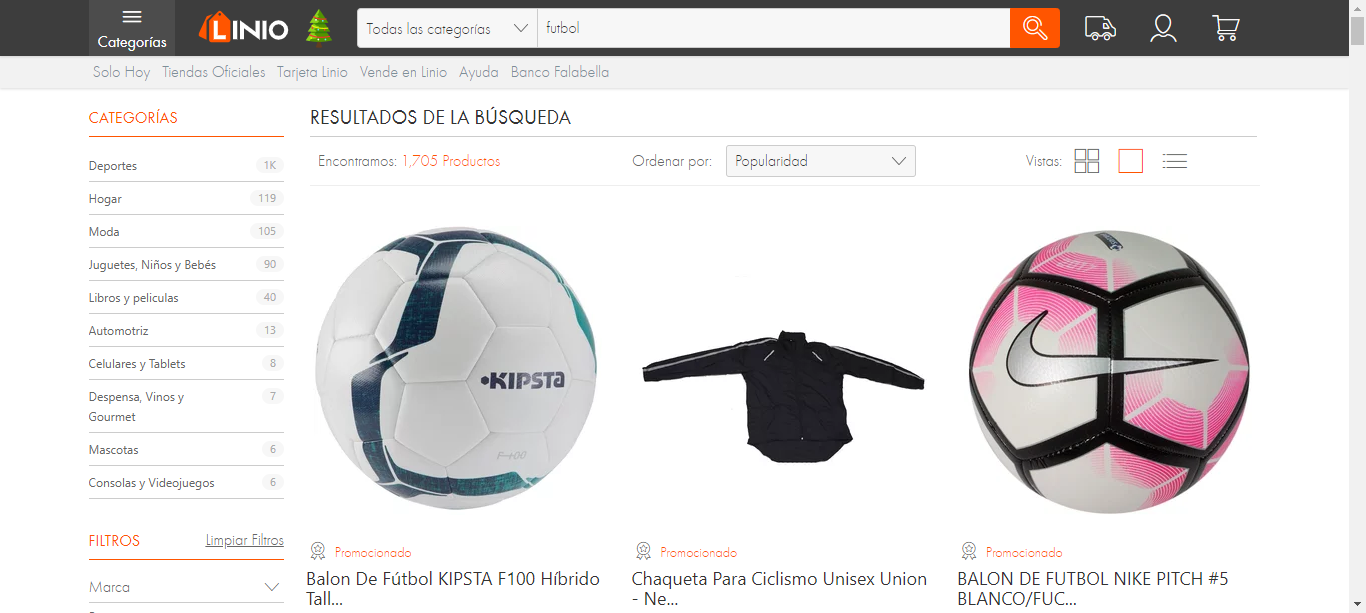 Categorías
LINIO
Todas las categorías
futbol
Solo Hoy Tiendas Oficiales Tarjeta Linio Vende en Linio Ayuda Banco Falabella
CATEGORÍAS
Deportes 1K
Hogar 119
Moda 105
Juguetes, Niños y Bebés 90
Libros y peliculas 40
Automotriz 13
Celulares y Tablets 8
Despensa, Vinos y
Gourmet 7
Mascotas 6
Consolas y Videojuegos 6
FILTROS Limpiar Filtros
Marca
RESULTADOS DE LA BÚSQUEDA
Encontramos: 1,705 Productos
Ordenar por: Popularidad
Vistas:
KIPSTA
F100
Promocionado
Balon De Fútbol KIPSTA F100 Híbrido
Tall...
Promocionado
Chaqueta Para Ciclismo Unisex Union
- Ne...
Promocionado
BALON DE FUTBOL NIKE PITCH #5
BLANCO/FUC...